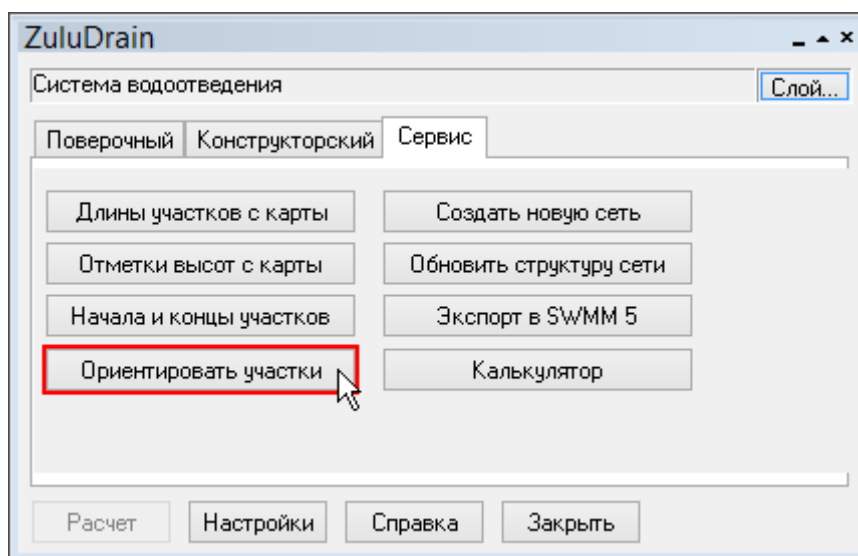 ZuluDrain
Система водоотведения
Слой...
Поверочный Конструкторский Сервис
Длины участков с карты Создать новую сеть
Отметки высот с карты Обновить структуру сети
Начала и концы участков Экспорт в SWMM 5
Ориентировать участки Калькулятор
Расчет Настройки Справка Закрыть